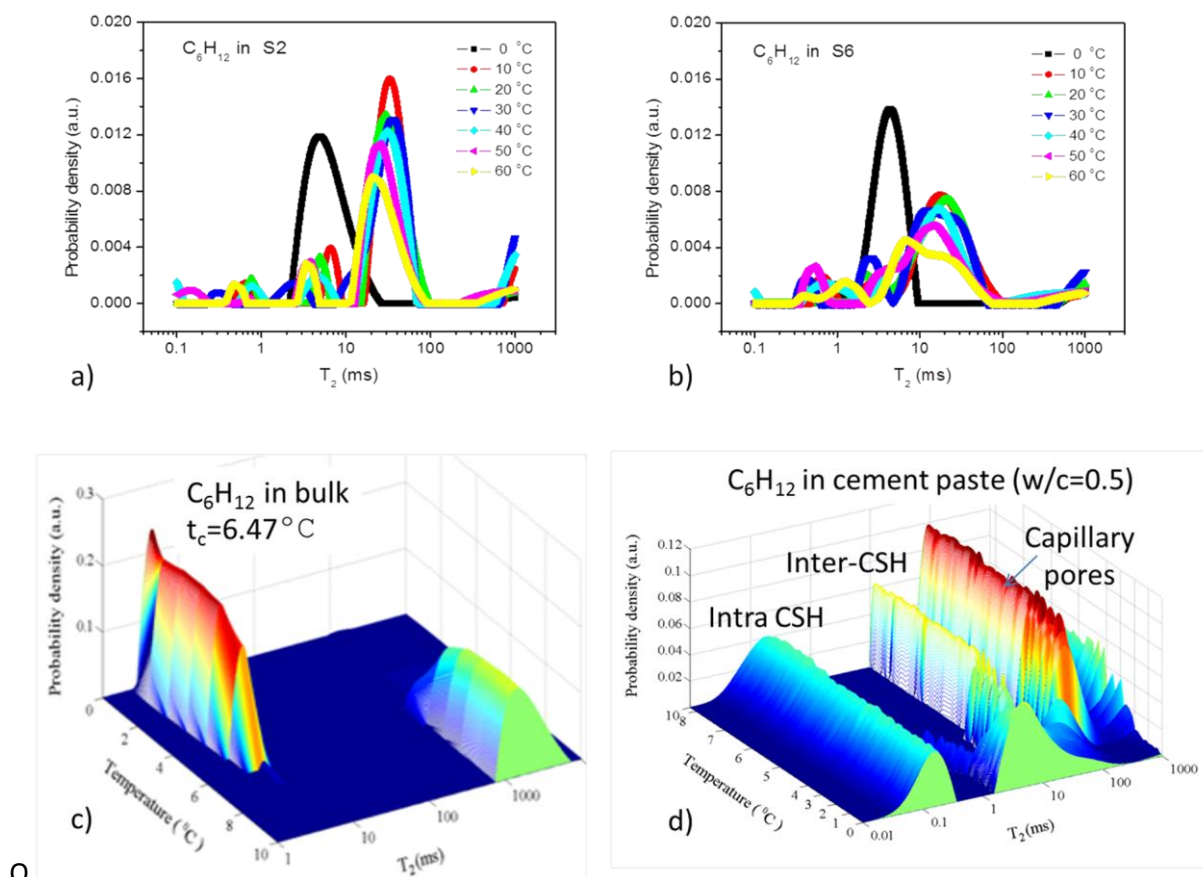 C6H12 in S2
0 °C
10 °C
20 °C
30 °C
40 °C
50 °C
60 °C
Probability density (a.u.)
0.020
0.016
0.012
0.008
0.004
0.000
0.1 1 10 100 1000
T2 (ms)
a)
C6H12 in S6
0 °C
10 °C
20 °C
30 °C
40 °C
50 °C
60 °C
Probability density (a.u.)
0.020
0.016
0.012
0.008
0.004
0.000
0.1 1 10 100 1000
T2 (ms)
b)
C6H12 in bulk
tc=6.47°C
Probability density (a.u.)
0.3
0.2
0.1
0
0 2 4 6 8 10
Temperature (°C)
1 10 100 1000
T2(ms)
c)
C6H12 in cement paste (w/c=0.5)
Capillary
pores
Inter-CSH
Intra CSH
Probability density (a.u.)
0.12
0.10
0.08
0.06
0.04
0.02
10 8 7 6 5 4 3 2 1 0
Temperature (°C)
0.01 0.1 1 10 100 1000
T2(ms)
d)
O